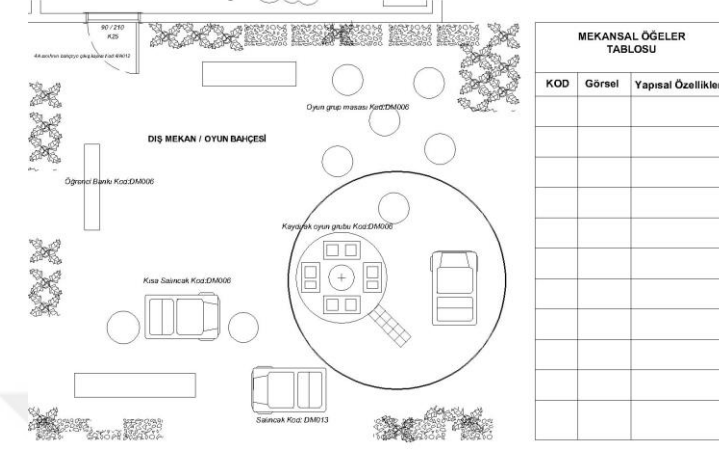 90 / 210
K25
DIŞ MEKAN / OYUN BAHÇESİ
Oyun grup masası Kod:DM006
Öğrenci Bankı Kod:DM006
Kaydırak oyun grubu Kod:DM006
Kısa Salıncak Kod:DM006
Salıncak Kod: DM013
MEKANSAL ÖĞELER
TABLOSU
KOD Görsel Yapısal Özellikler